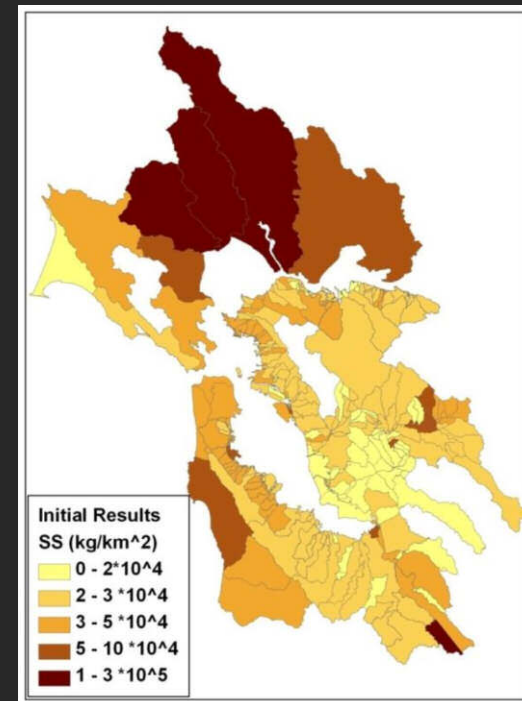 Initial Results
SS (kg/km^2)
0 - 2*10^4
2 - 3 *10^4
3 - 5 *10^4
5 - 10 *10^4
1 - 3 *10^5